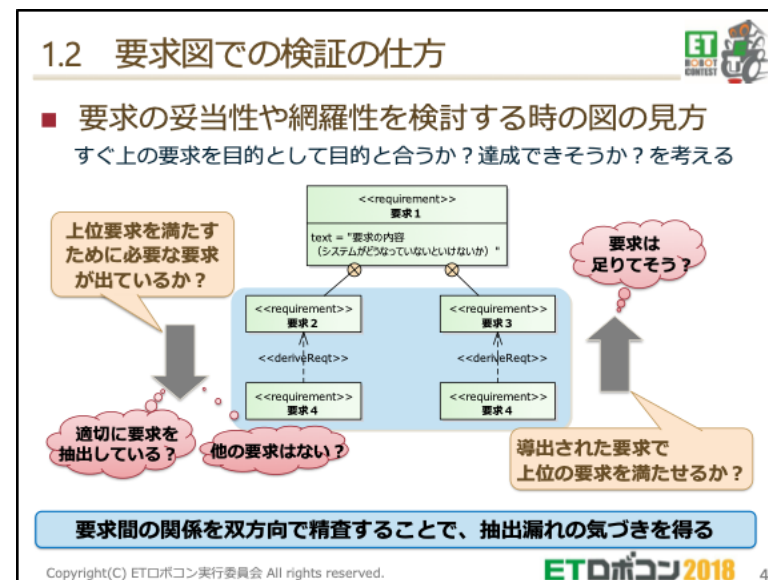 1.2 要求図での検証の仕方
ET
ROBOT
CONTEST
■ 要求の妥当性や網羅性を検討する時の図の見方
すぐ上の要求を目的として目的と合うか？達成できそうか？を考える
<<requirement>>
要求1
text = "要求の内容
（システムがどうなっていないといけないか）"
上位要求を満たす
ために必要な要求
が出ているか？
要求は
足りてそう？
<<requirement>>
要求2
<<requirement>>
要求3
<<deriveReqt>>
<<deriveReqt>>
<<requirement>>
要求4
<<requirement>>
要求4
適切に要求を
抽出している？
他の要求はない？
導出された要求で
上位の要求を満たせるか？
要求間の関係を双方向で精査することで、抽出漏れの気づきを得る
Copyright(C) ETロボコン実行委員会 All rights reserved.
ETロボコン2018
4